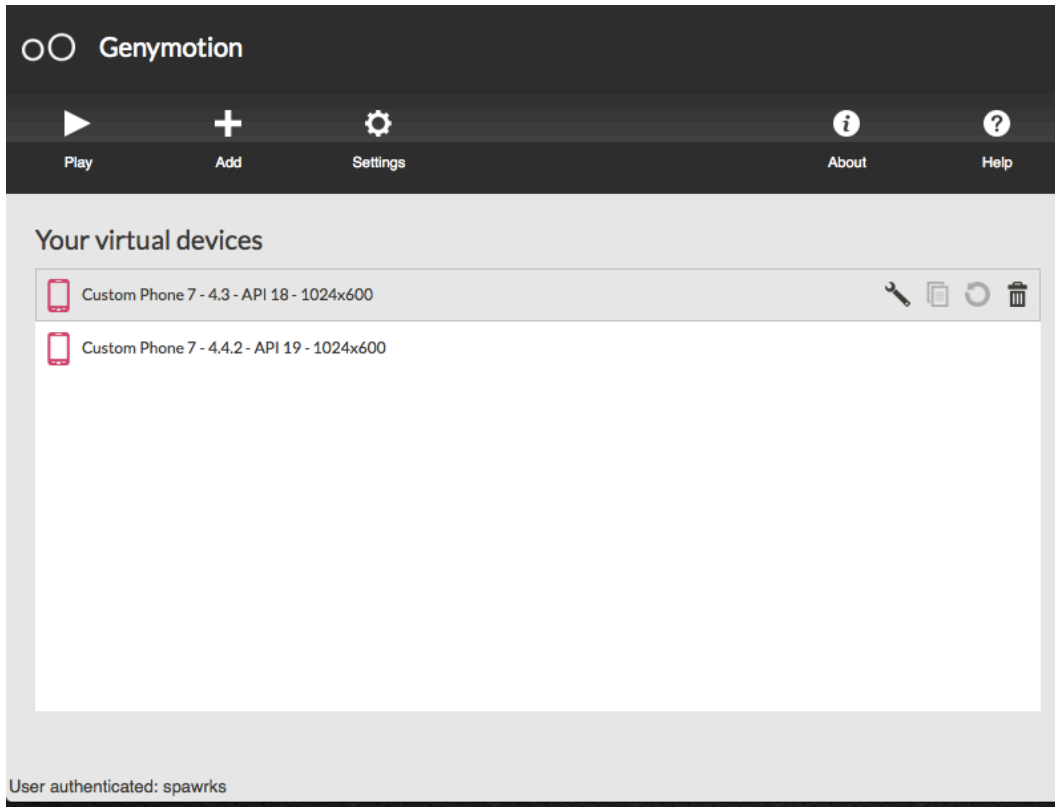 Genymotion
Play Add Settings About Help
Your virtual devices
Custom Phone 7 - 4.3 - API 18 - 1024x600
Custom Phone 7 - 4.4.2 - API 19 - 1024x600
User authenticated: spawrks